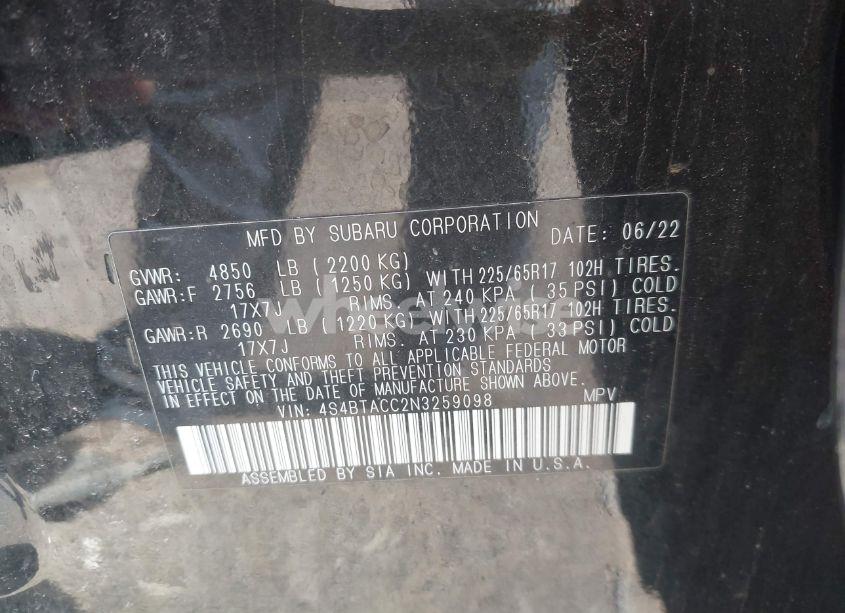 MFD BY SUBARU CORPORATION DATE: 06/22
GVWR: 4850 LB ( 2200 KG)
GAWR:F 2756 LB ( 1250 KG) WITH 225/65R17 102H TIRES.
17X7J RIMS. AT 240 KPA ( 35 PSI) COLD
GAWR:R 2690 LB ( 1220 KG) WITH 225/65R17 102H TIRES.
17X7J RIMS. AT 230 KPA ( 33 PSI) COLD
THIS VEHICLE CONFORMS TO ALL APPLICABLE FEDERAL MOTOR
VEHICLE SAFETY AND THEFT PREVENTION STANDARDS
IN EFFECT ON THE DATE OF MANUFACTURE SHOWN ABOVE.
VIN: 4S4BTACC2N3259098 MPV
ASSEMBLED BY SIA INC. MADE IN U.S.A.